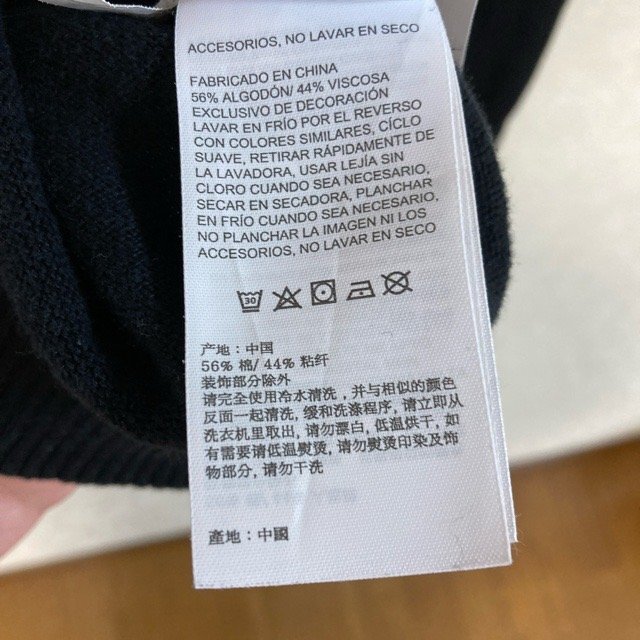 ACCESORIOS, NO LAVAR EN SECO
FABRICADO EN CHINA
56% ALGODÓN/ 44% VISCOSA
EXCLUSIVO DE DECORACIÓN
LAVAR EN FRÍO POR EL REVERSO
CON COLORES SIMILARES, CÍCLO
SUAVE, RETIRAR RÁPIDAMENTE DE
LA LAVADORA, USAR LEJÍA SIN
CLORO CUANDO SEA NECESARIO,
SECAR EN SECADORA, PLANCHAR
EN FRÍO CUANDO SEA NECESARIO,
NO PLANCHAR LA IMAGEN NI LOS
ACCESORIOS, NO LAVAR EN SECO
30
产地: 中国
56% 棉/ 44% 粘纤
装饰部分除外
请完全使用冷水清洗, 并与相似的颜色
反面一起清洗, 缓和洗涤程序, 请立即从
洗衣机里取出, 请勿漂白, 低温烘干, 如
有需要请低温熨烫, 请勿熨烫印染及饰
物部分, 请勿干洗
產地: 中國